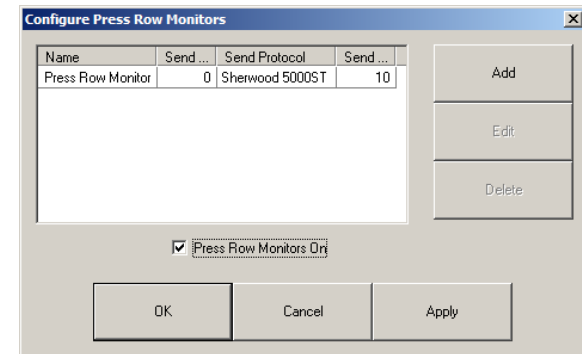 Configure Press Row Monitors
Name Send ... Send Protocol Send ...
Press Row Monitor 0 Sherwood 5000ST 10
Add
Edit
Delete
Press Row Monitors On
OK Cancel Apply